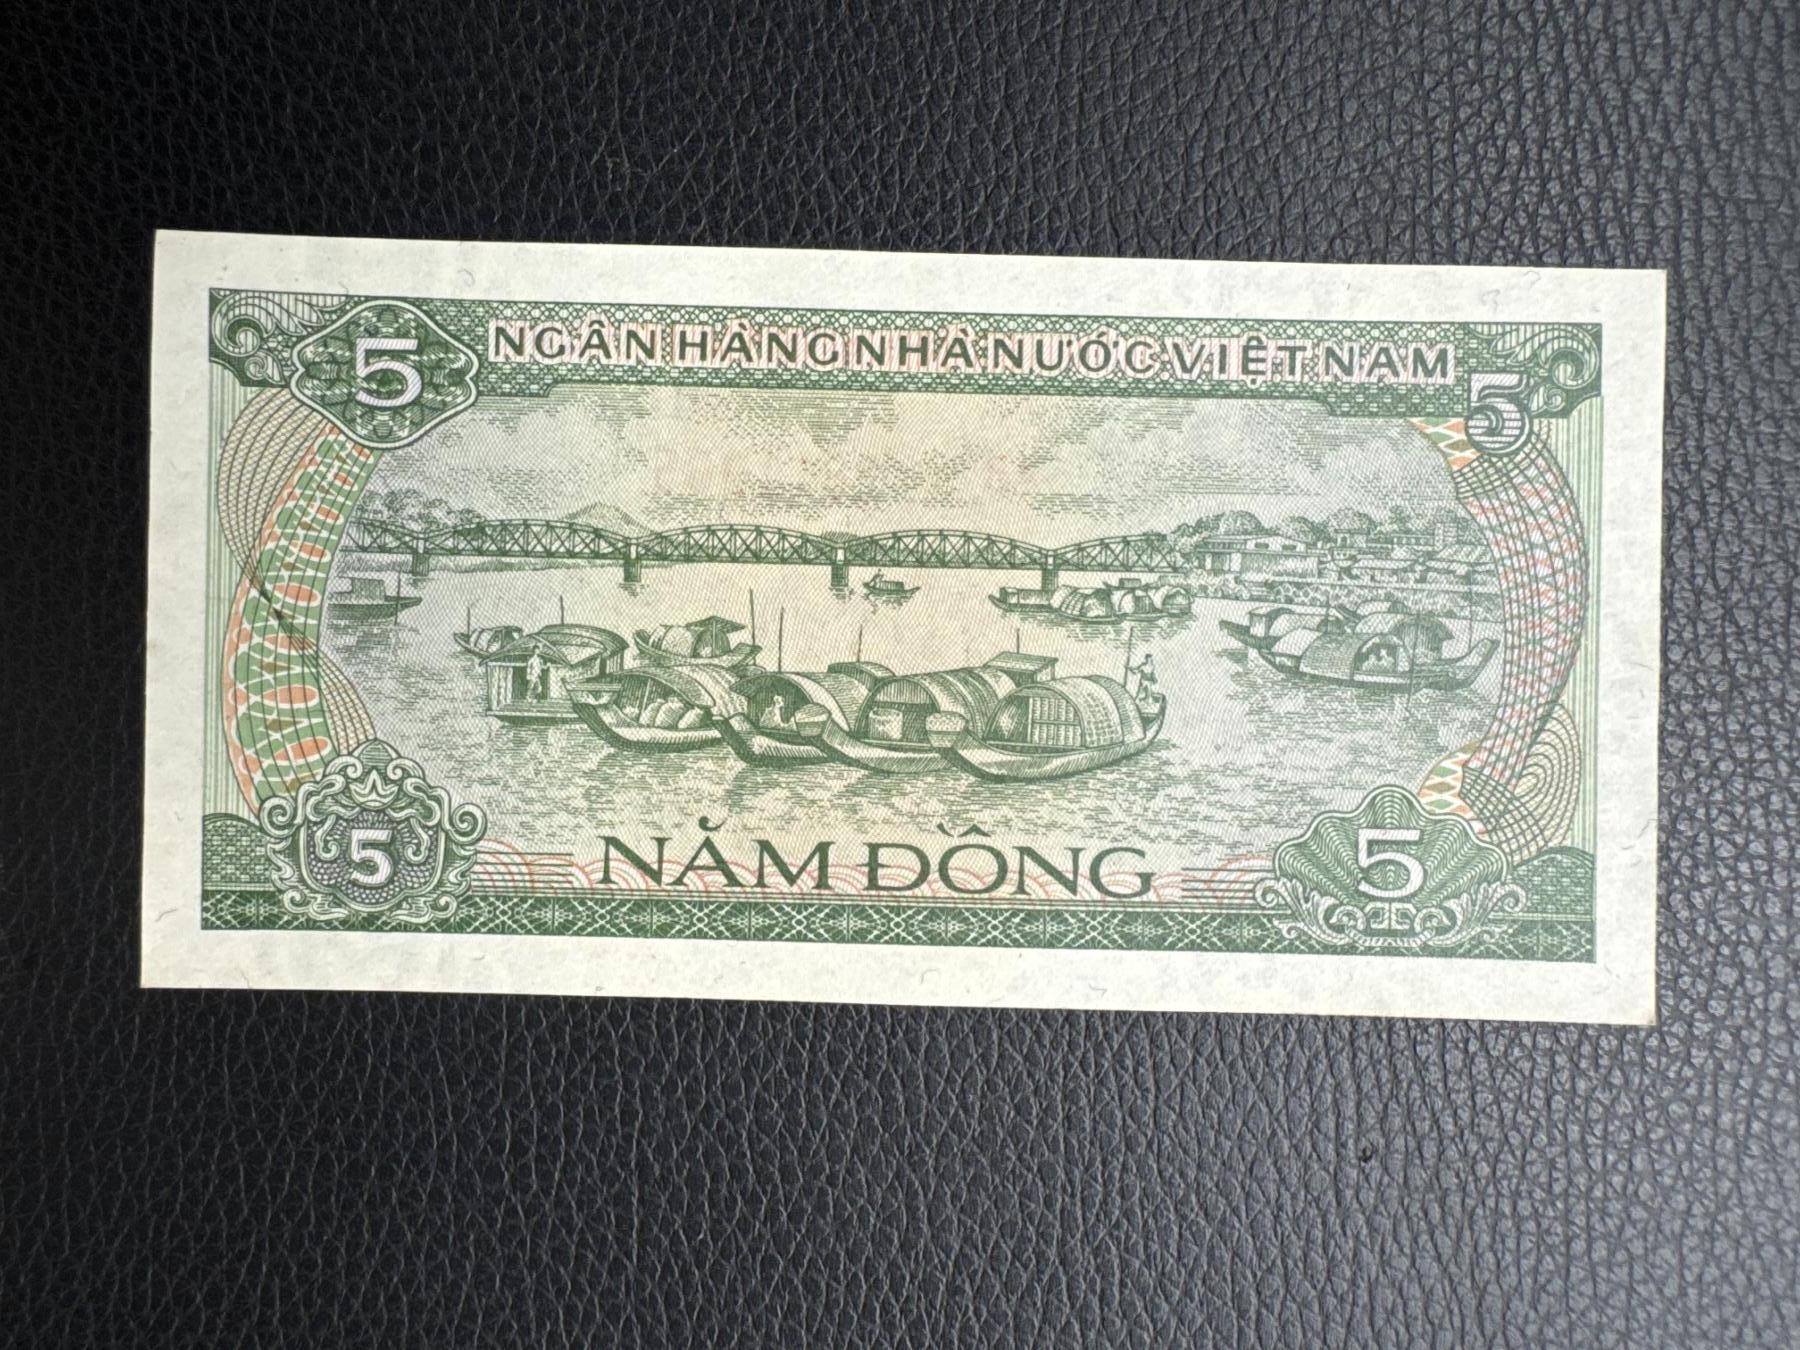 5 NGÂN HÀNG NHÀ NƯỚC VIỆT NAM 5
5 NĂM ĐỒNG 5